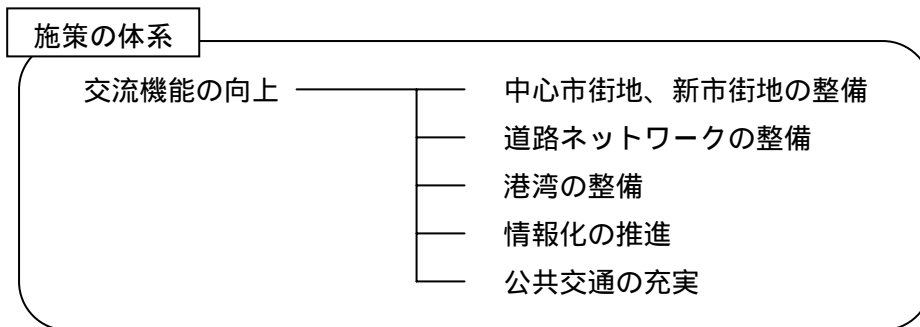 施策の体系
交流機能の向上
中心市街地、新市街地の整備
道路ネットワークの整備
港湾の整備
情報化の推進
公共交通の充実